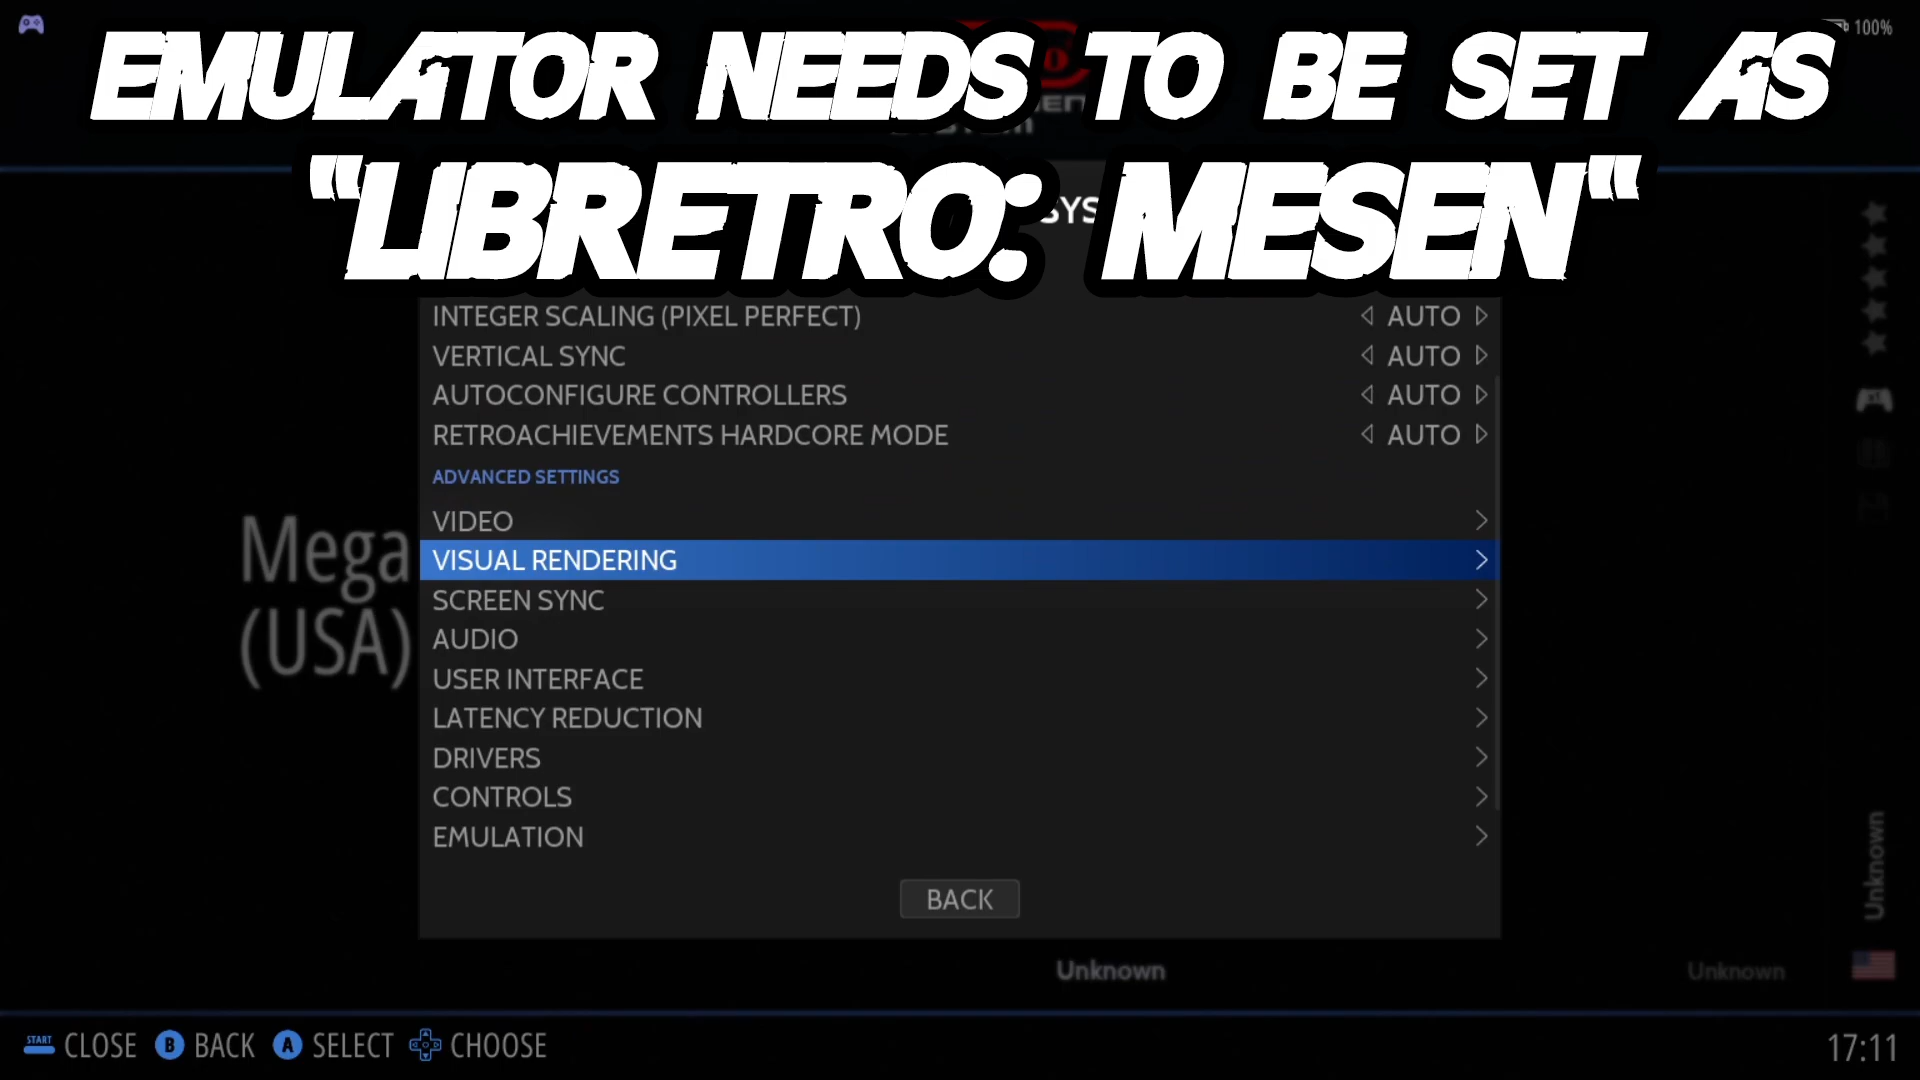 100%
EMULATOR NEEDS TO BE SET AS
"LIBRETRO: MESEN"
SYS
INTEGER SCALING (PIXEL PERFECT) AUTO
VERTICAL SYNC AUTO
AUTOCONFIGURE CONTROLLERS AUTO
RETROACHIEVEMENTS HARDCORE MODE AUTO
ADVANCED SETTINGS
VIDEO
Mega
VISUAL RENDERING
(USA)
SCREEN SYNC
AUDIO
USER INTERFACE
LATENCY REDUCTION
DRIVERS
CONTROLS
EMULATION
BACK
Unknown
Unknown
Unknown
START CLOSE B BACK A SELECT CHOOSE
17:11